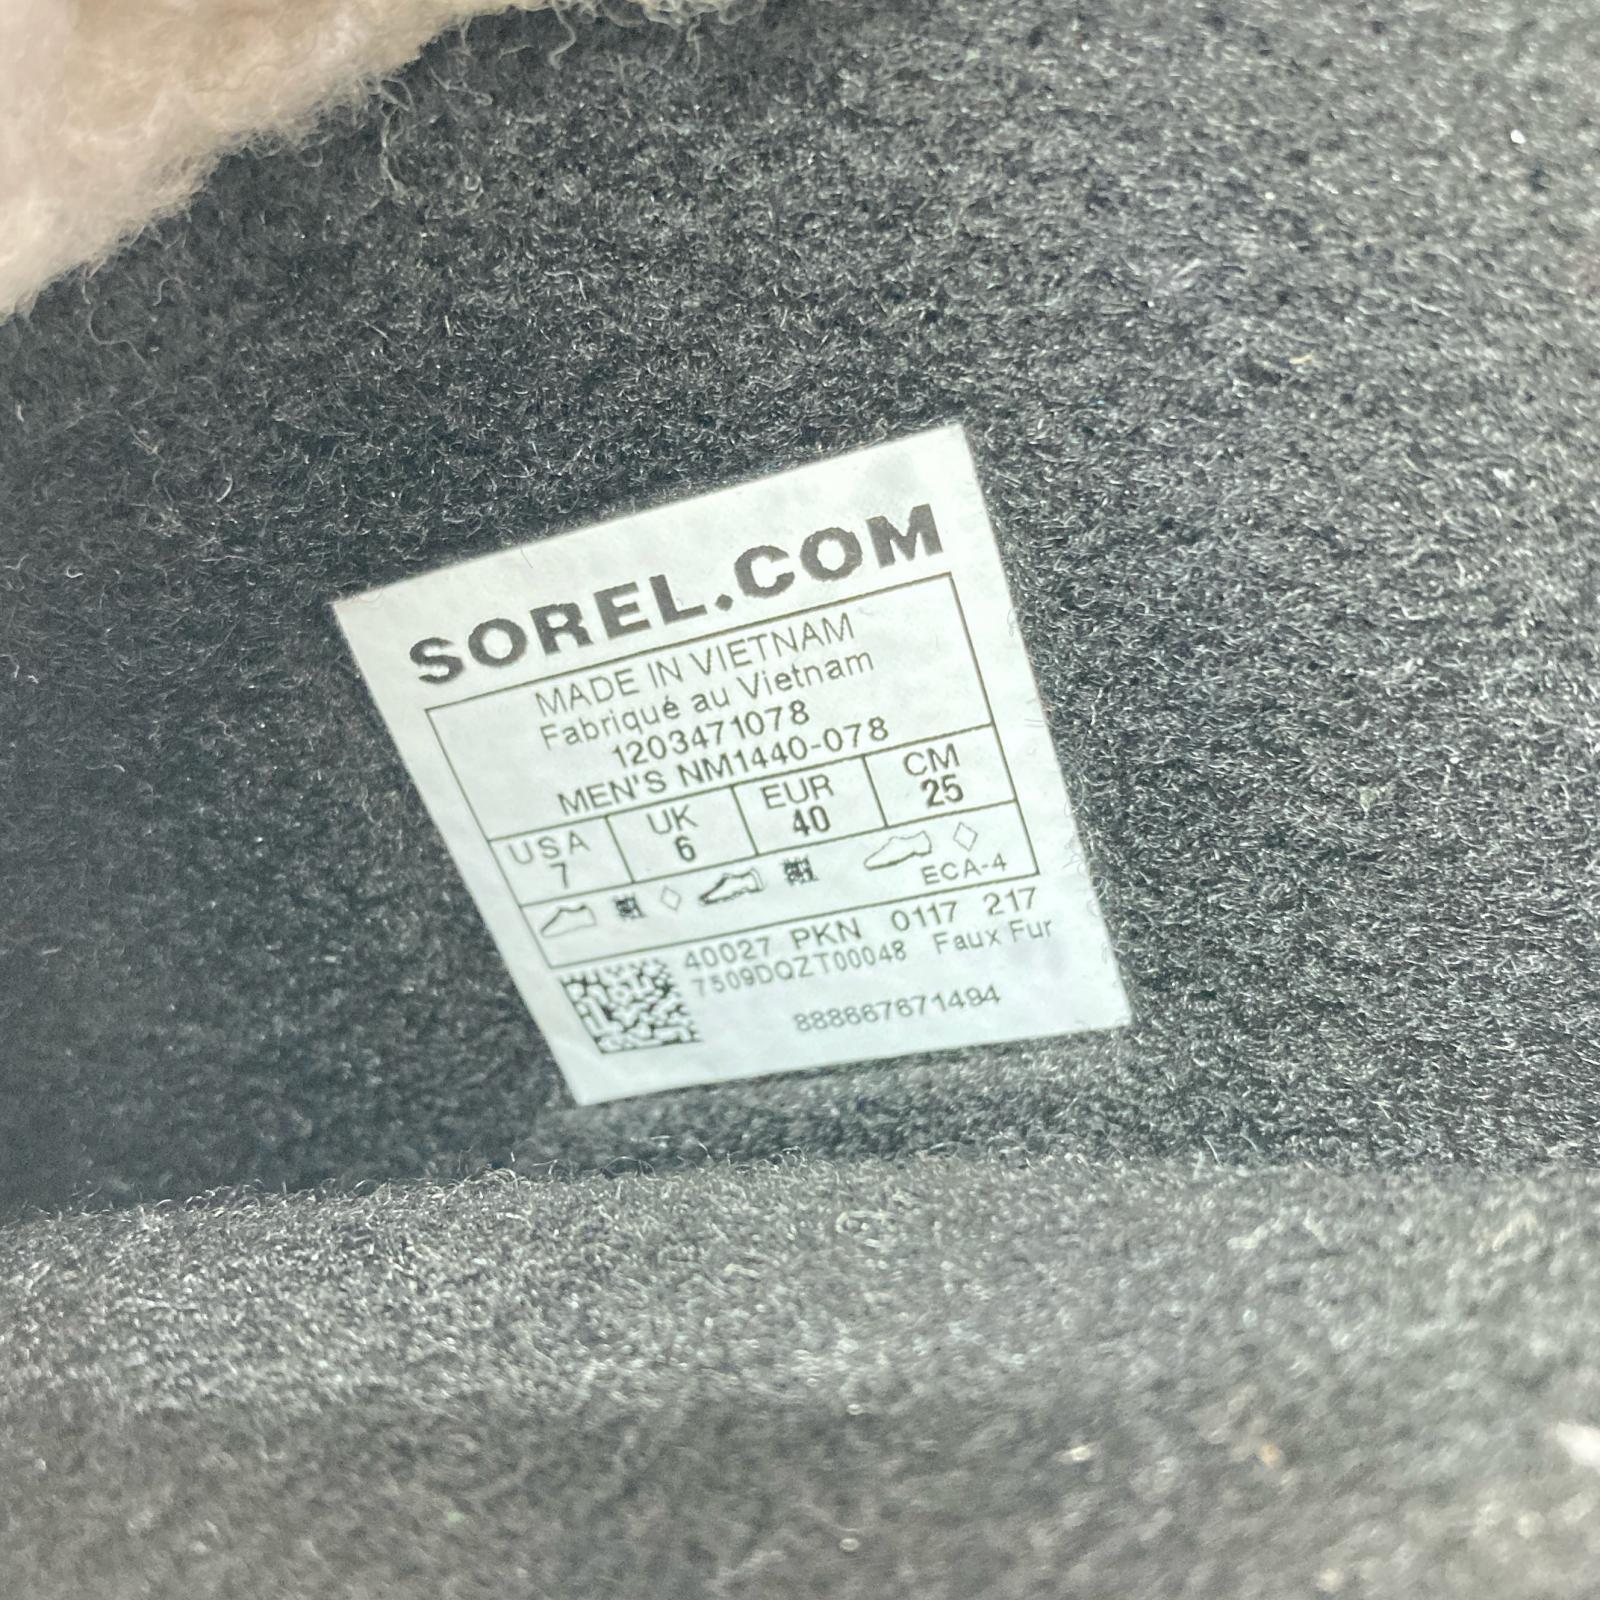 SOREL.COM
MADE IN VIETNAM
Fabriqué au Vietnam
1203471078
MEN'S NM1440-078
USA UK EUR CM
7 6 40 25
ECA-4
40027 PKN 0117 217
7509DQZT00048 Faux Fur
888667671494